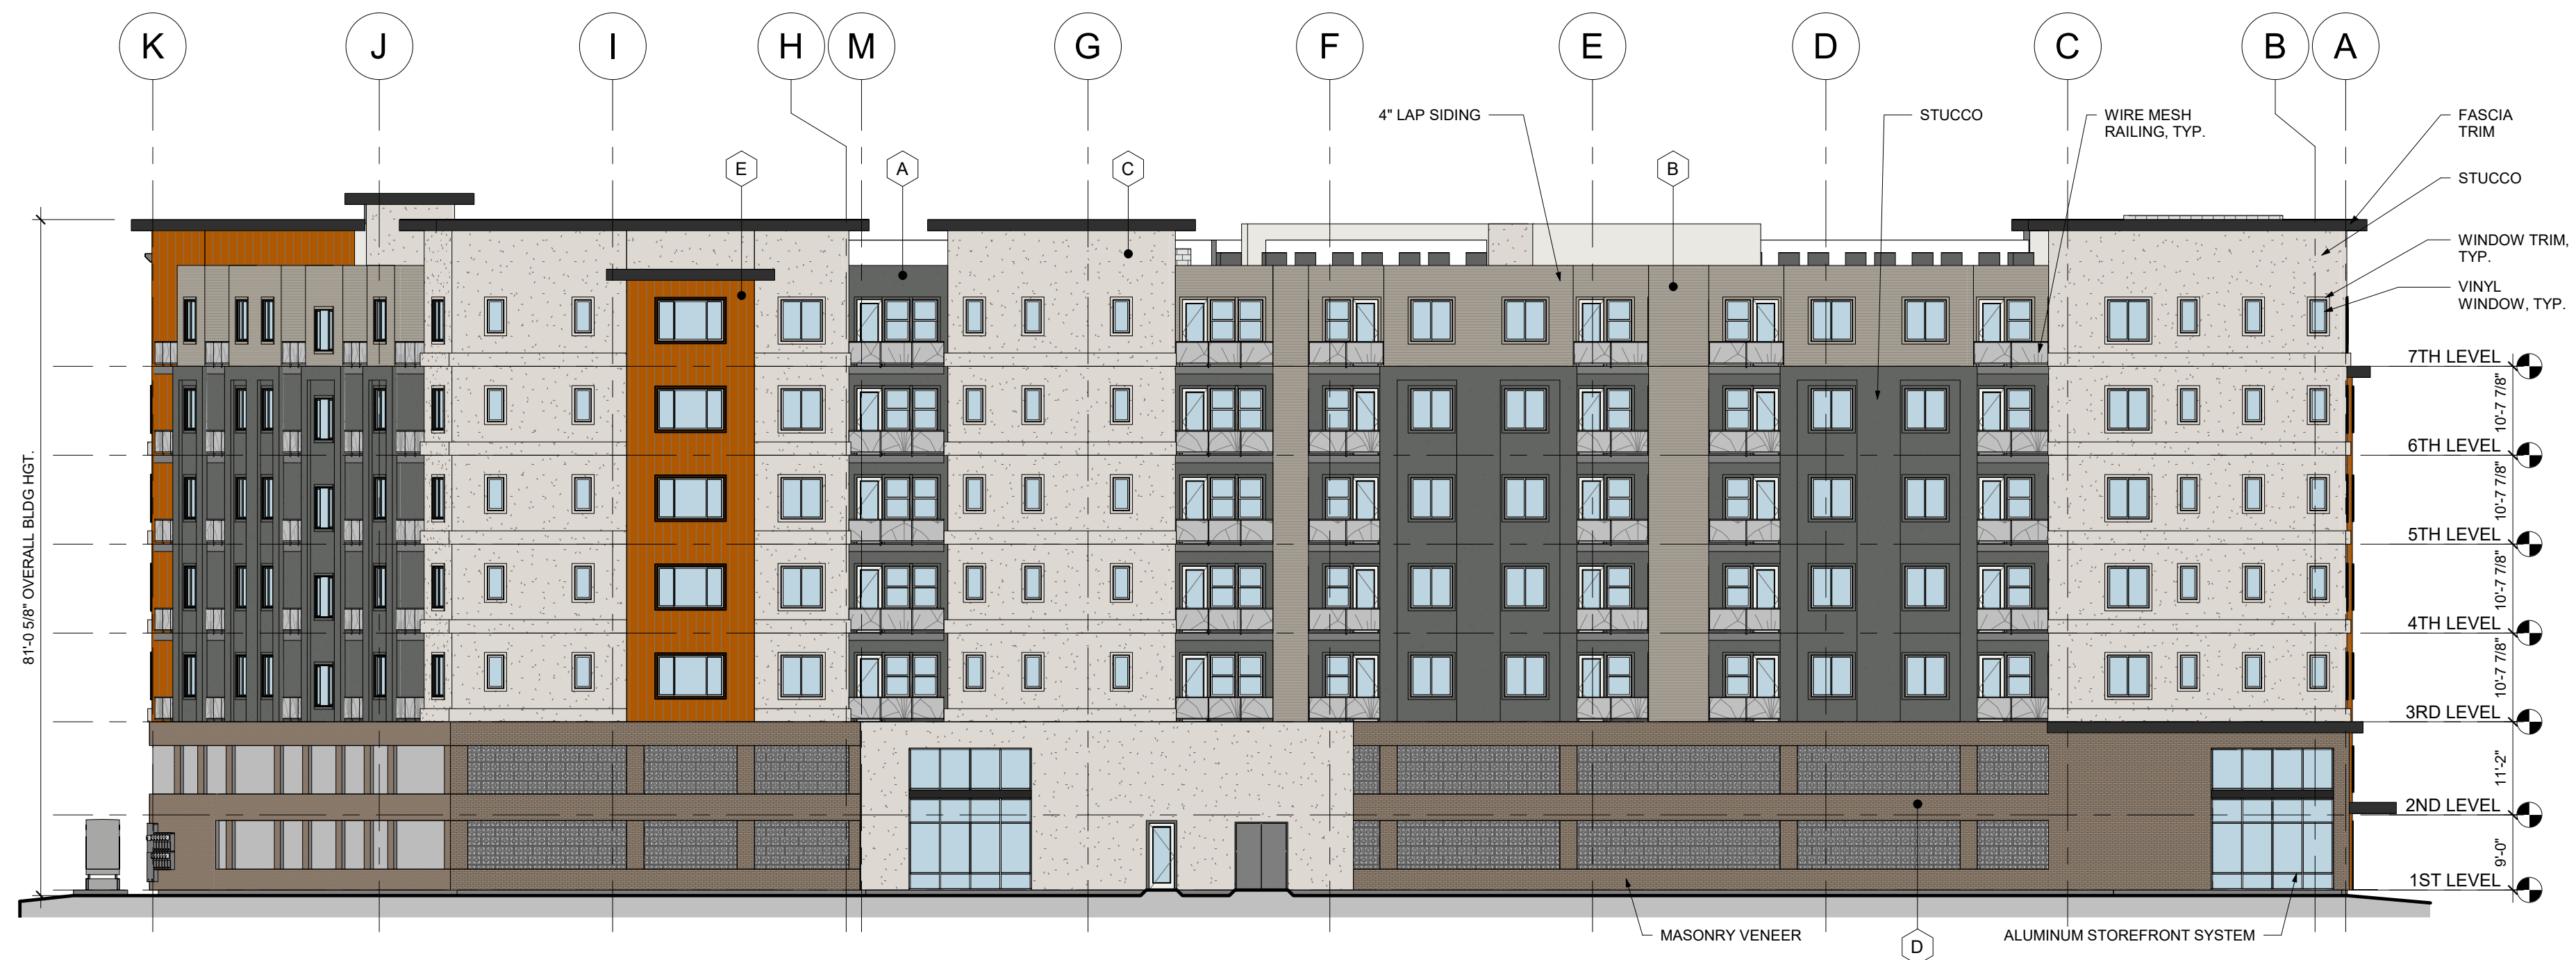 K J I H M G F E D C B A
4" LAP SIDING
STUCCO
WIRE MESH
RAILING, TYP.
FASCIA
TRIM
E
A
C
B
STUCCO
WINDOW TRIM,
TYP.
VINYL
WINDOW, TYP.
7TH LEVEL
10'-7 7/8"
6TH LEVEL
10'-7 7/8"
5TH LEVEL
10'-7 7/8"
4TH LEVEL
10'-7 7/8"
3RD LEVEL
11'-2"
2ND LEVEL
9'-0"
1ST LEVEL
81'-0 5/8" OVERALL BLDG HGT.
MASONRY VENEER
D
ALUMINUM STOREFRONT SYSTEM